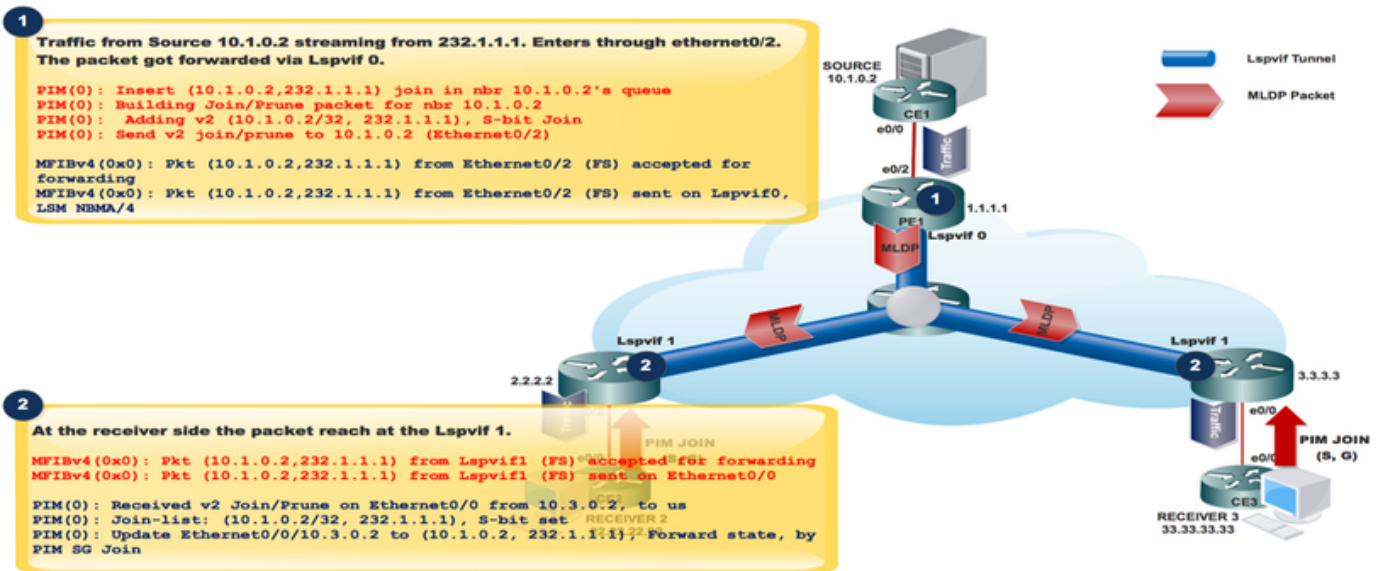 1
Traffic from Source 10.1.0.2 streaming from 232.1.1.1. Enters through ethernet0/2.
The packet got forwarded via Lspvif 0.
PIM(0): Insert (10.1.0.2,232.1.1.1) join in nbr 10.1.0.2's queue
PIM(0): Building Join/Prune packet for nbr 10.1.0.2
PIM(0):  Adding v2 (10.1.0.2/32, 232.1.1.1), S-bit Join
PIM(0): Send v2 join/prune to 10.1.0.2 (Ethernet0/2)
MFIBv4(0x0): Pkt (10.1.0.2,232.1.1.1) from Ethernet0/2 (FS) accepted for
forwarding
MFIBv4(0x0): Pkt (10.1.0.2,232.1.1.1) from Ethernet0/2 (FS) sent on Lspvif0,
LSM NBMA/4
SOURCE
10.1.0.2
CE1
e0/0
Traffic
e0/2
1
1.1.1.1
PE1
Lspvif 0
MLDP
Lspvif Tunnel
MLDP Packet
MLDP
MLDP
Lspvif 1
2
2.2.2.2
Lspvif 1
2
3.3.3.3
e0/0
Traffic
PIM JOIN
(S, G)
e0/0
CE3
RECEIVER 3
33.33.33.33
2
At the receiver side the packet reach at the Lspvif 1.
MFIBv4(0x0): Pkt (10.1.0.2,232.1.1.1) from Lspvif1 (FS) accepted for forwarding
MFIBv4(0x0): Pkt (10.1.0.2,232.1.1.1) from Lspvif1 (FS) sent on Ethernet0/0
PIM(0): Received v2 Join/Prune on Ethernet0/0 from 10.3.0.2, to us
PIM(0): Join-list: (10.1.0.2/32, 232.1.1.1), S-bit set
PIM(0): Update Ethernet0/0/10.3.0.2 to (10.1.0.2, 232.1.1.1), Forward state, by
PIM SG Join
PIM JOIN
CE2
RECEIVER 2